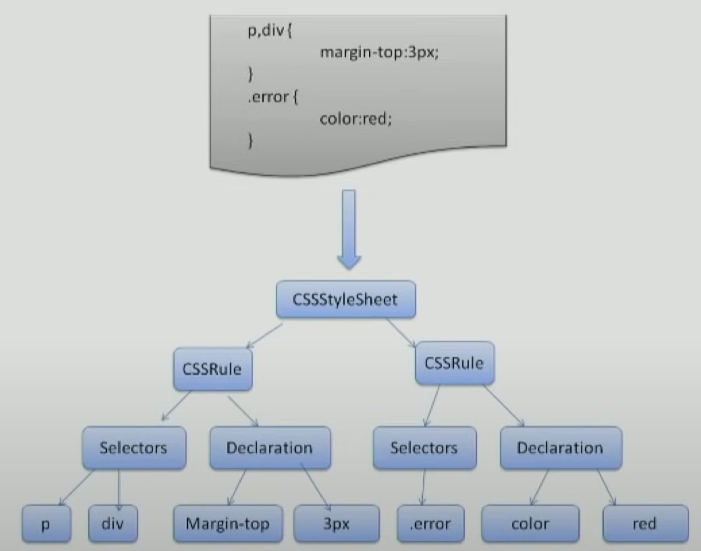 p,div{
margin-top:3px;
}
.error{
color:red;
}
CSSStyleSheet
CSSRule
CSSRule
Selectors
Declaration
Selectors
Declaration
p
div
Margin-top
3px
.error
color
red